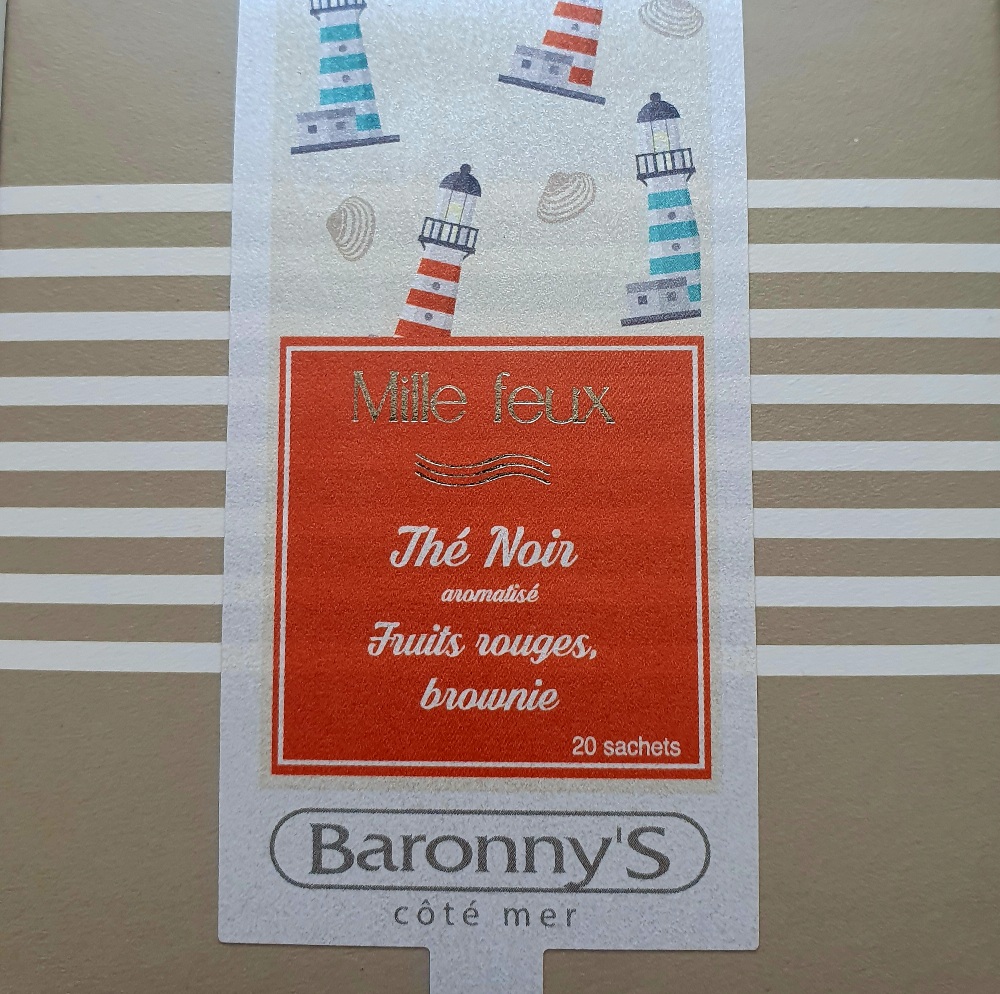 Mille feux
Thé Noir
aromatisé
Fruits rouges,
brownie
20 sachets
Baronny'S
côté mer